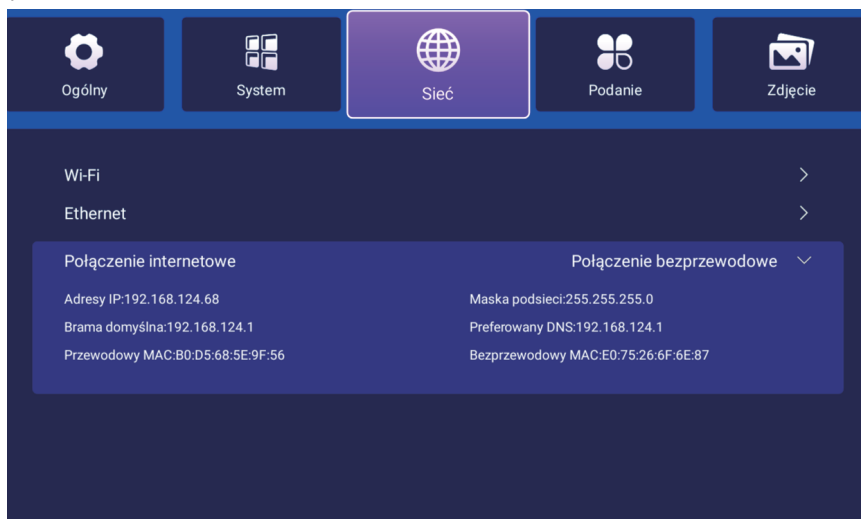 Ogólny
System
Sieć
Podanie
Zdjęcie
Wi-Fi
Ethernet
Połączenie internetowe Połączenie bezprzewodowe
Adresy IP:192.168.124.68 Maska podsieci:255.255.255.0
Brama domyślna:192.168.124.1 Preferowany DNS:192.168.124.1
Przewodowy MAC:B0:D5:68:5E:9F:56 Bezprzewodowy MAC:E0:75:26:6F:6E:87